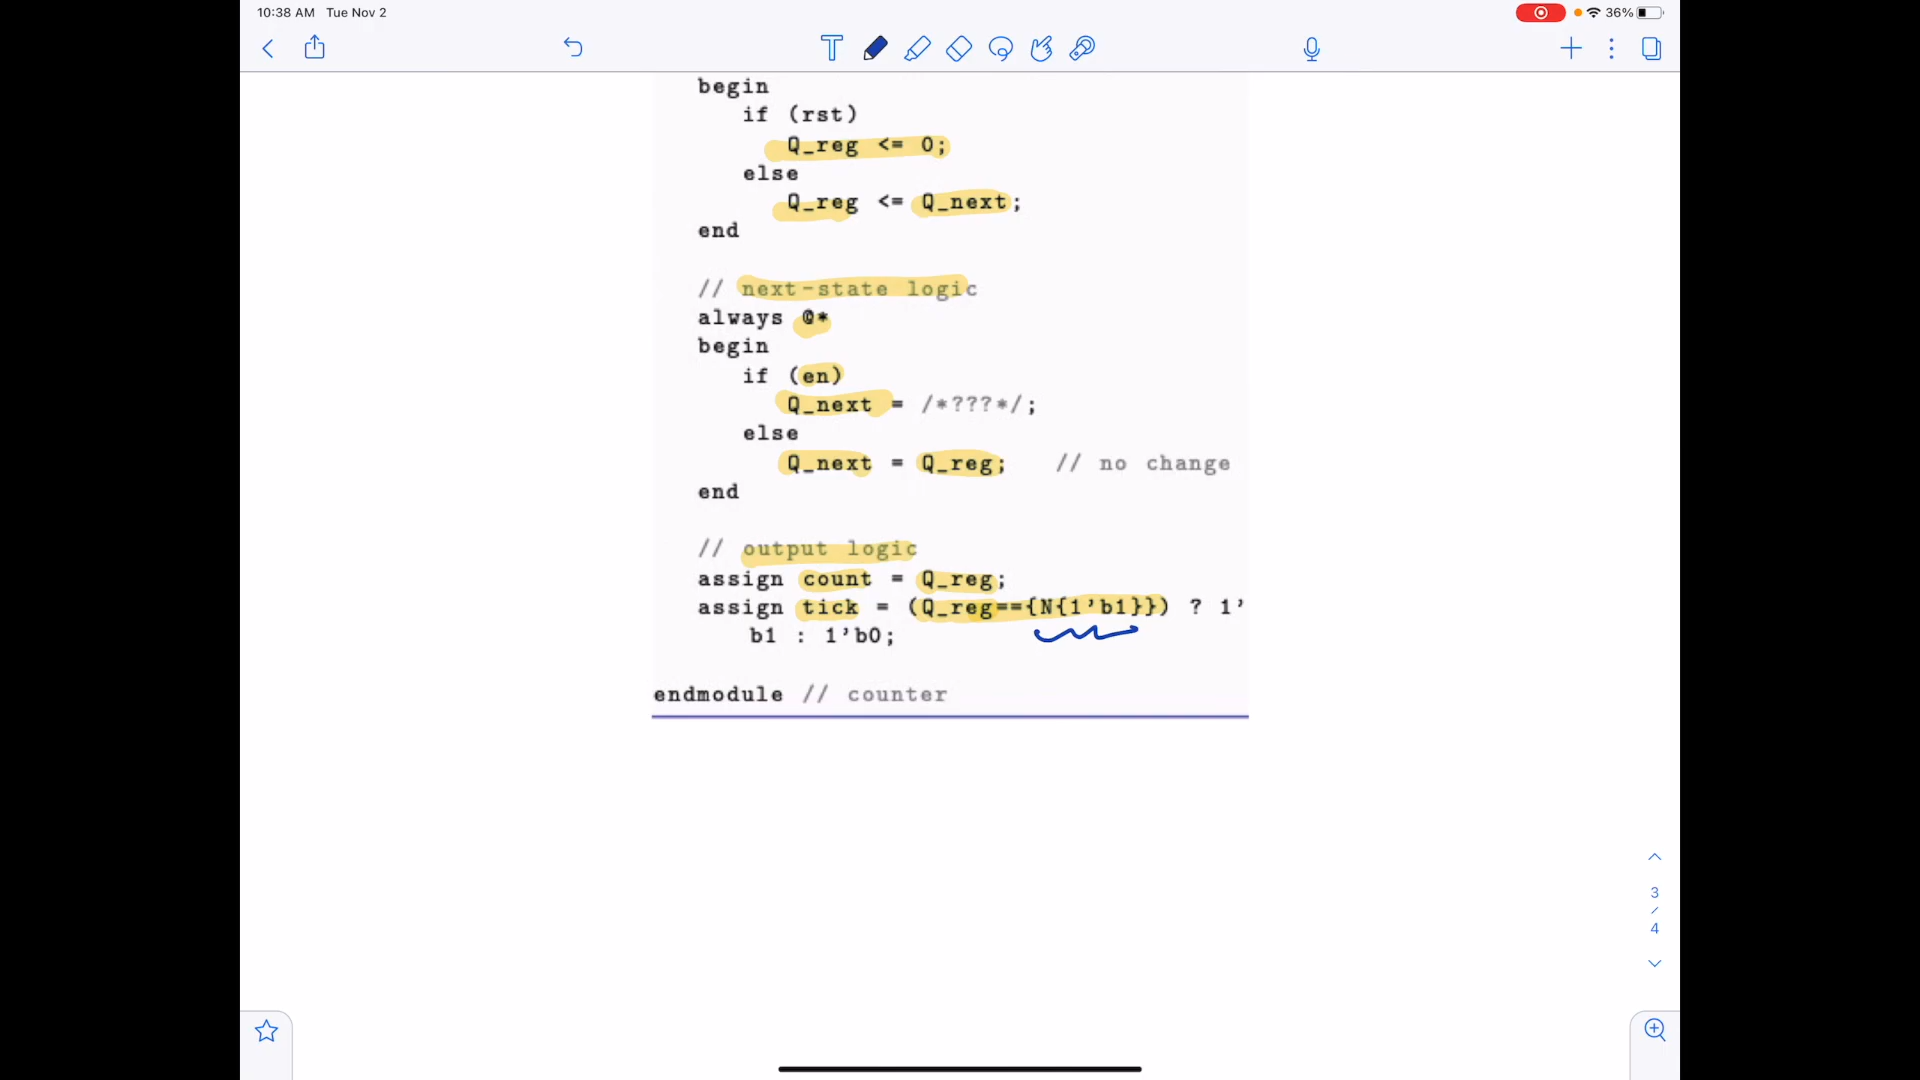 10:38 AM Tue Nov 2
36%
T
begin
if (rst)
Q_reg <= 0;
else
Q_reg <= Q_next;
end
// next-state logic
always @*
begin
if (en)
Q_next = /*???*/;
else
Q_next = Q_reg; // no change
end
// output logic
assign count = Q_reg;
assign tick = (Q_reg=={N{1'b1}}) ? 1'
b1 : 1'b0;
endmodule // counter
3
/
4